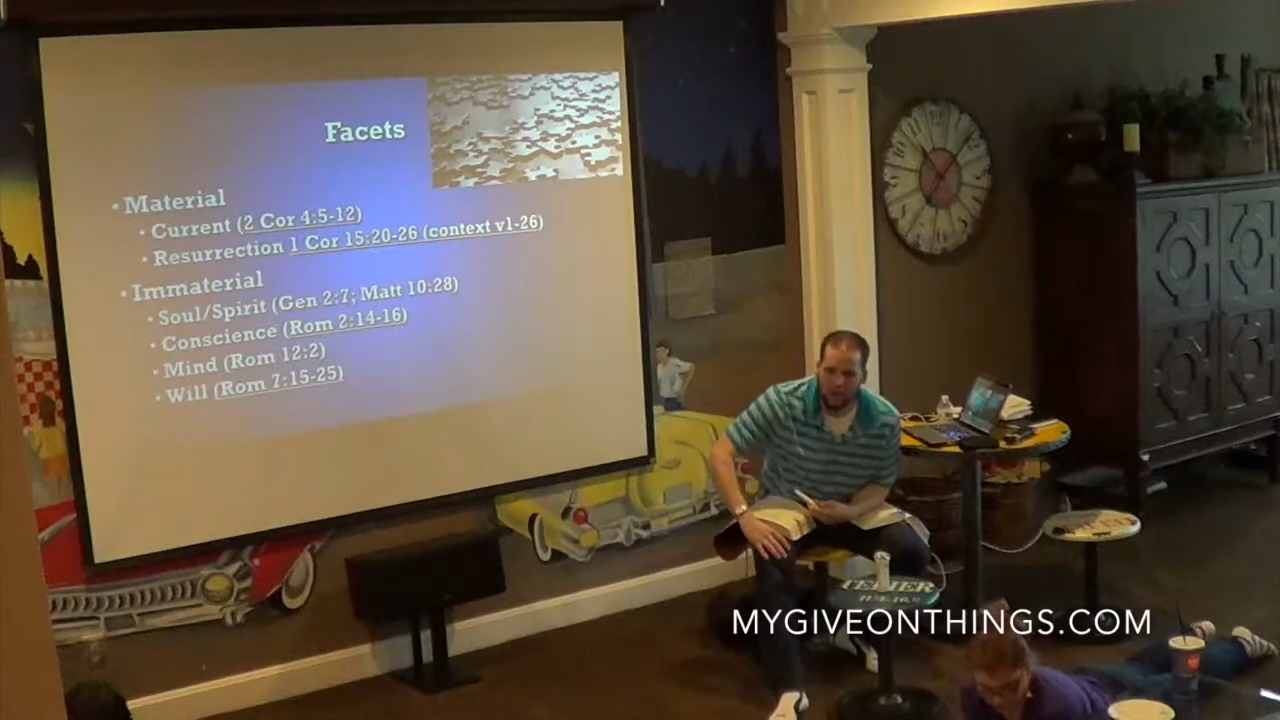 Facets
• Material
• Current (2 Cor 4:5-12)
• Resurrection 1 Cor 15:20-26 (context v1-26)
• Immaterial
• Soul/Spirit (Gen 2:7; Matt 10:28)
• Conscience (Rom 2:14-16)
• Mind (Rom 12:2)
• Will (Rom 7:15-25)
MYGIVEONTHINGS.COM